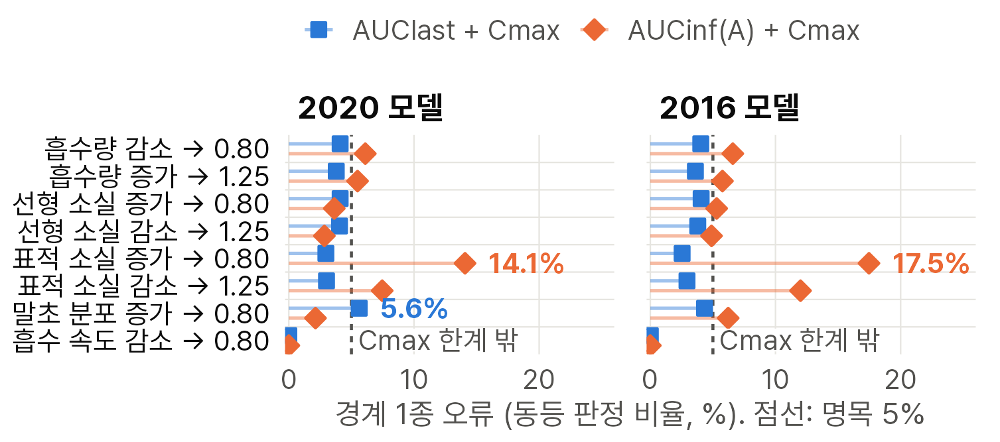 AUClast + Cmax AUCinf(A) + Cmax
2020 모델 2016 모델
흡수량 감소 → 0.80
흡수량 증가 → 1.25
선형 소실 증가 → 0.80
선형 소실 감소 → 1.25
표적 소실 증가 → 0.80 14.1% 17.5%
표적 소실 감소 → 1.25
말초 분포 증가 → 0.80 5.6%
흡수 속도 감소 → 0.80 Cmax 한계 밖 Cmax 한계 밖
0 10 20 0 10 20
경계 1종 오류 (동등 판정 비율, %). 점선: 명목 5%